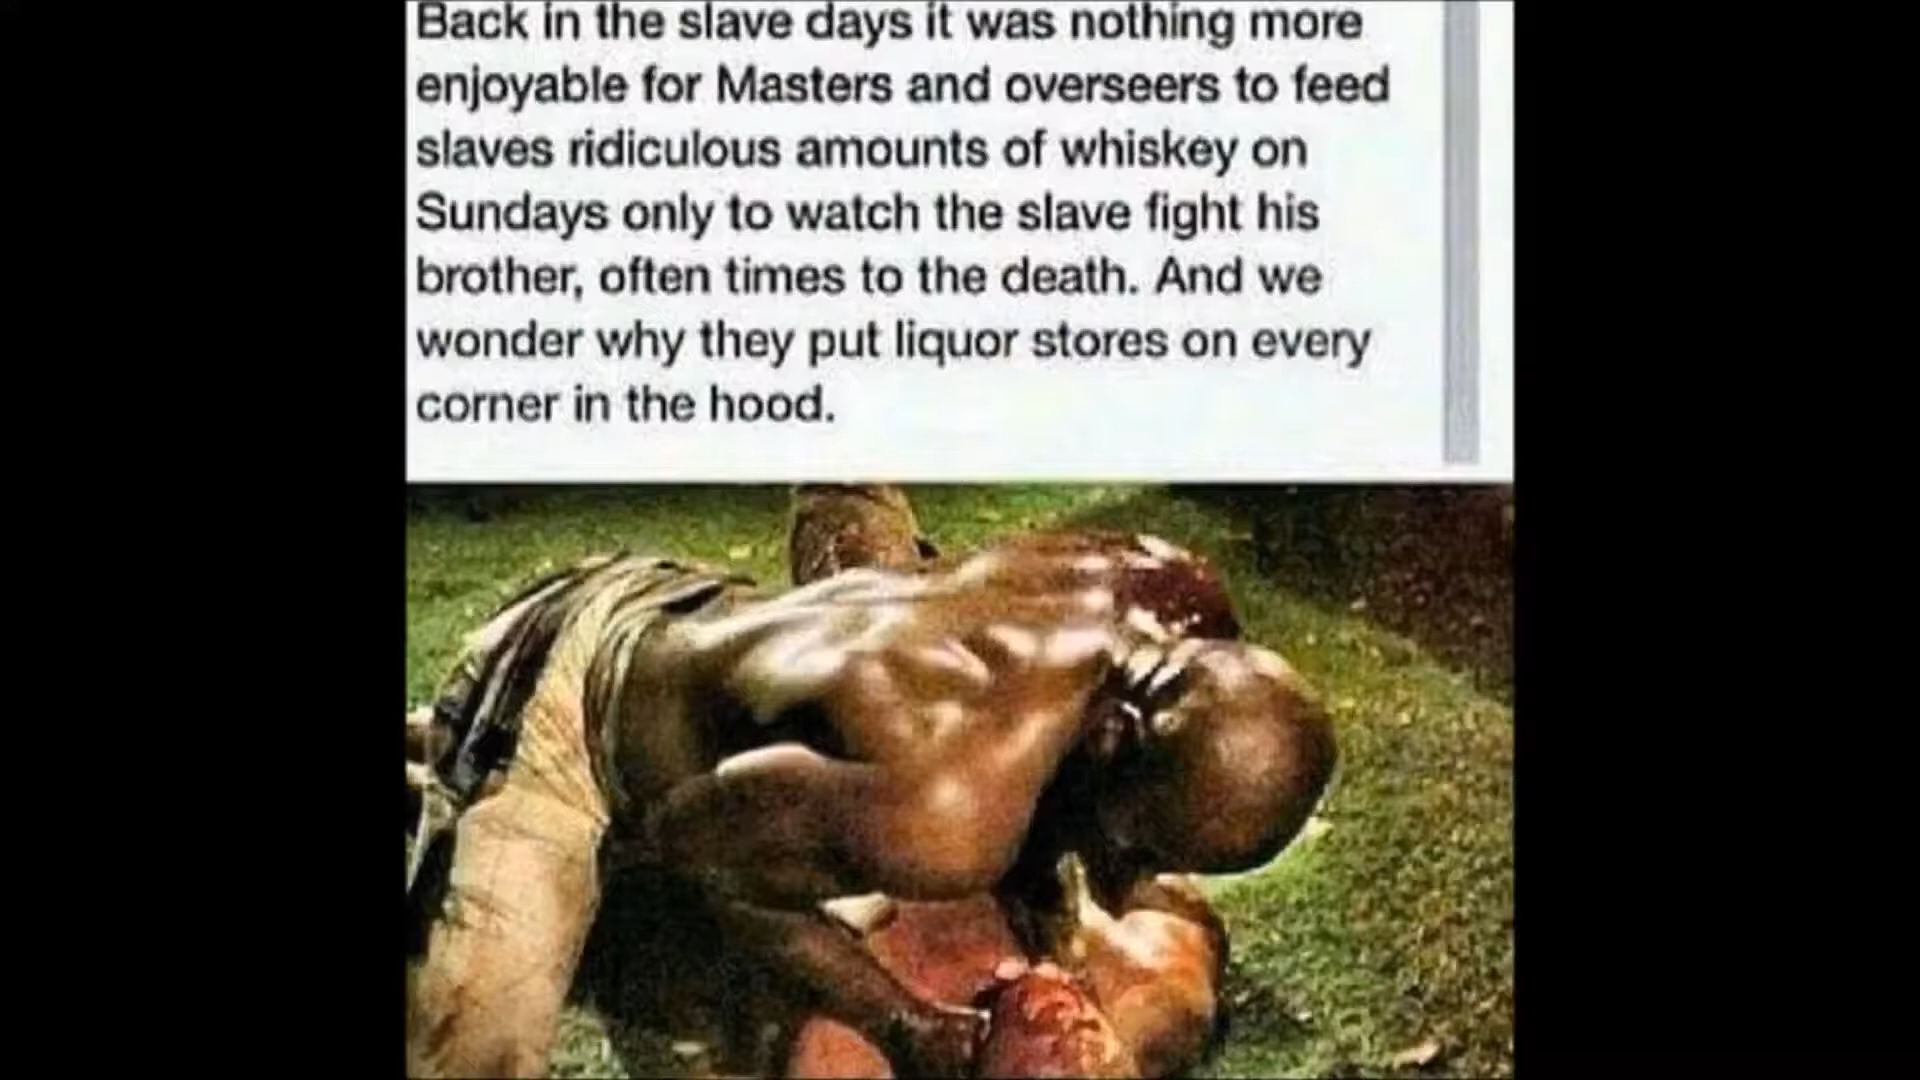 Back in the slave days it was nothing more
enjoyable for Masters and overseers to feed
slaves ridiculous amounts of whiskey on
Sundays only to watch the slave fight his
brother, often times to the death. And we
wonder why they put liquor stores on every
corner in the hood.